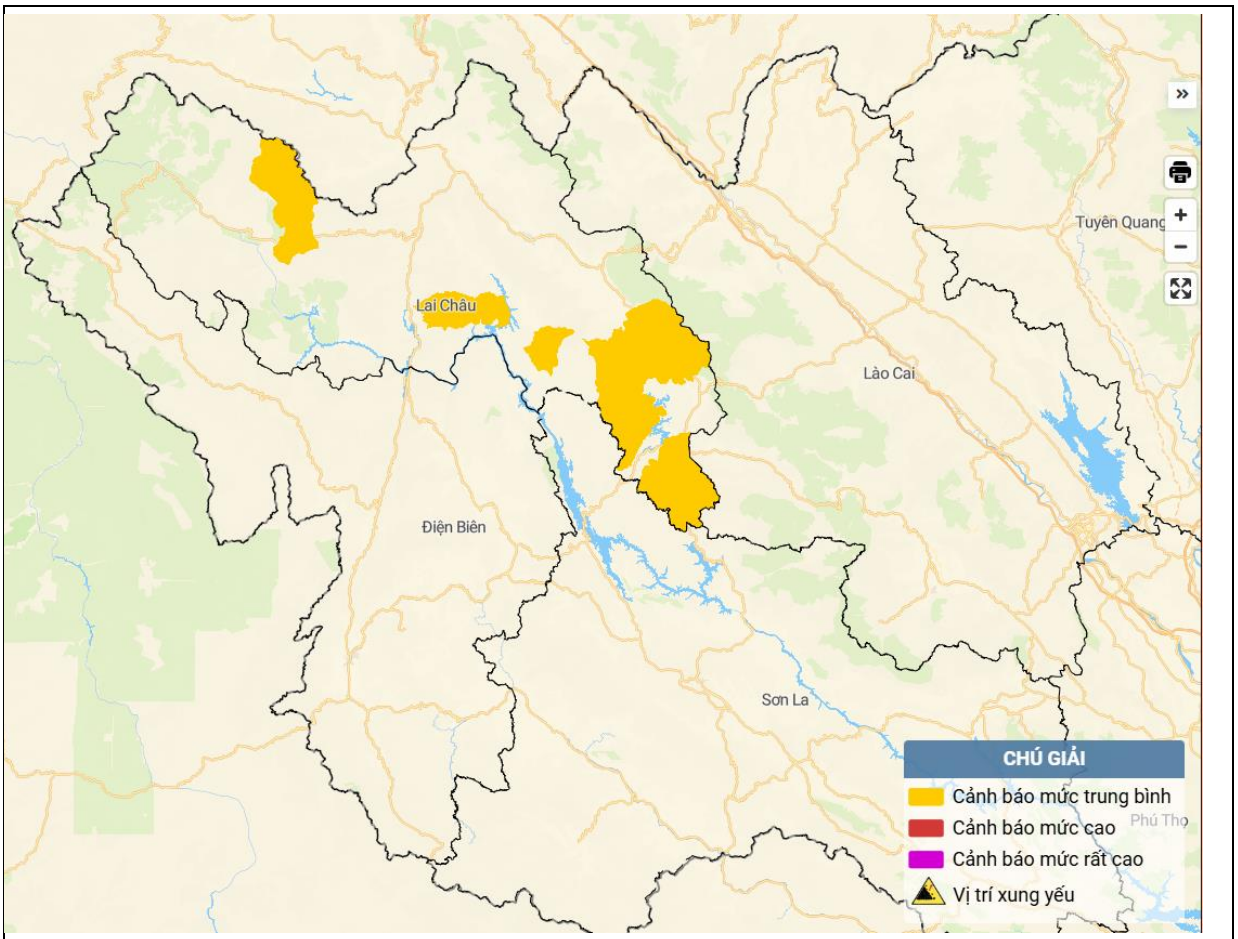 »
Tuyên Quang
+
−
Lai Châu
Lào Cai
Điện Biên
Sơn La
CHÚ GIẢI
Cảnh báo mức trung bình
Cảnh báo mức cao
Phú Thọ
Cảnh báo mức rất cao
Vị trí xung yếu